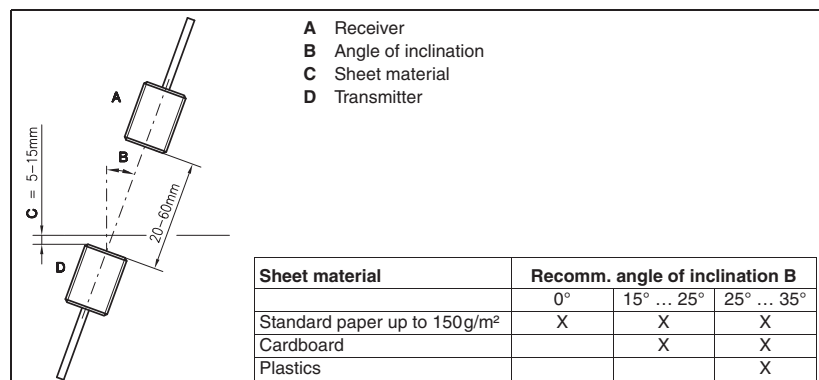 A Receiver
B Angle of inclination
C Sheet material
D Transmitter
A
B
C = 5-15mm
20-60mm
D
Sheet material Recomm. angle of inclination B
0° 15° … 25° 25° … 35°
Standard paper up to 150g/m² X X X
Cardboard X X
Plastics X